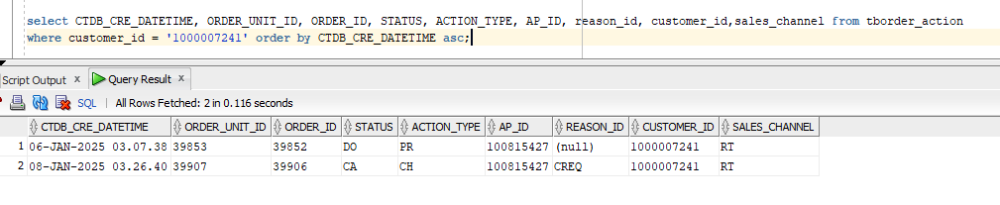 select CTDB_CRE_DATETIME, ORDER_UNIT_ID, ORDER_ID, STATUS, ACTION_TYPE, AP_ID, reason_id, customer_id,sales_channel from tborder_action
where customer_id = '1000007241' order by CTDB_CRE_DATETIME asc;
Script Output x Query Result x
SQL | All Rows Fetched: 2 in 0.116 seconds
CTDB_CRE_DATETIME ORDER_UNIT_ID ORDER_ID STATUS ACTION_TYPE AP_ID REASON_ID CUSTOMER_ID SALES_CHANNEL
1 06-JAN-2025 03.07.38 39853 39852 DO PR 100815427 (null) 1000007241 RT
2 08-JAN-2025 03.26.40 39907 39906 CA CH 100815427 CREQ 1000007241 RT